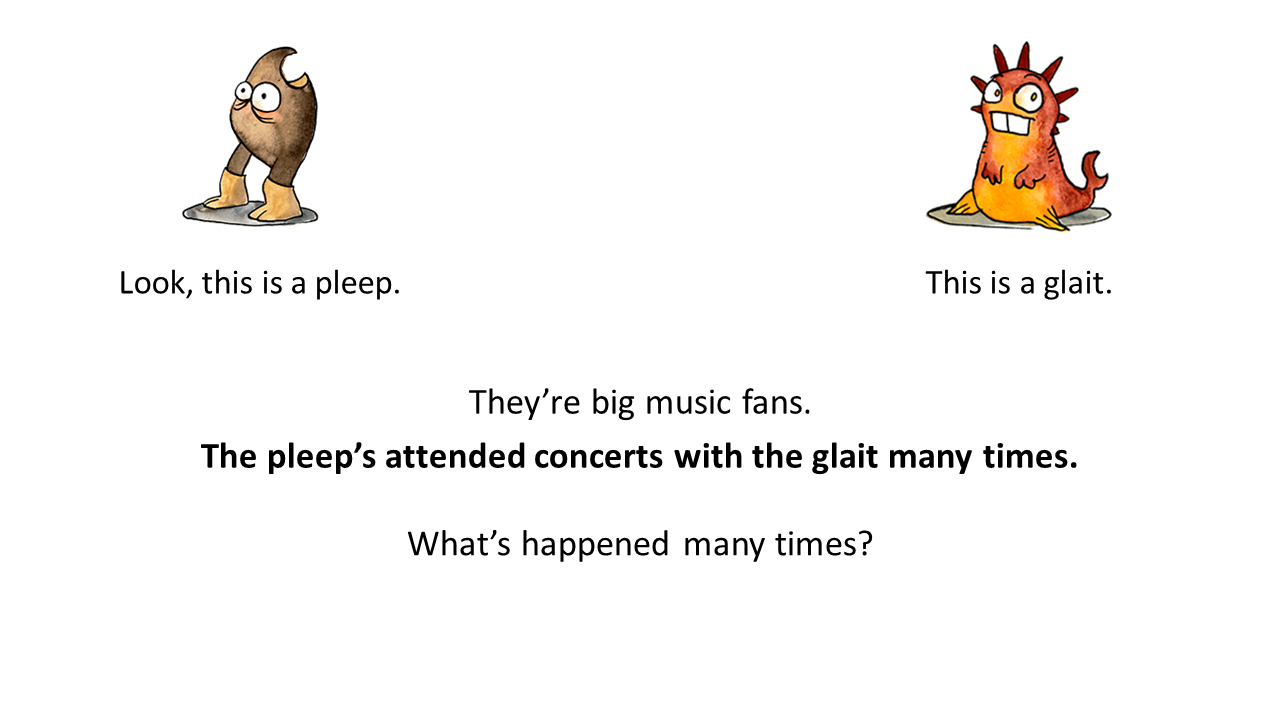 Look, this is a pleep.
This is a glait.
They’re big music fans.
The pleep’s attended concerts with the glait many times.
What’s happened many times?